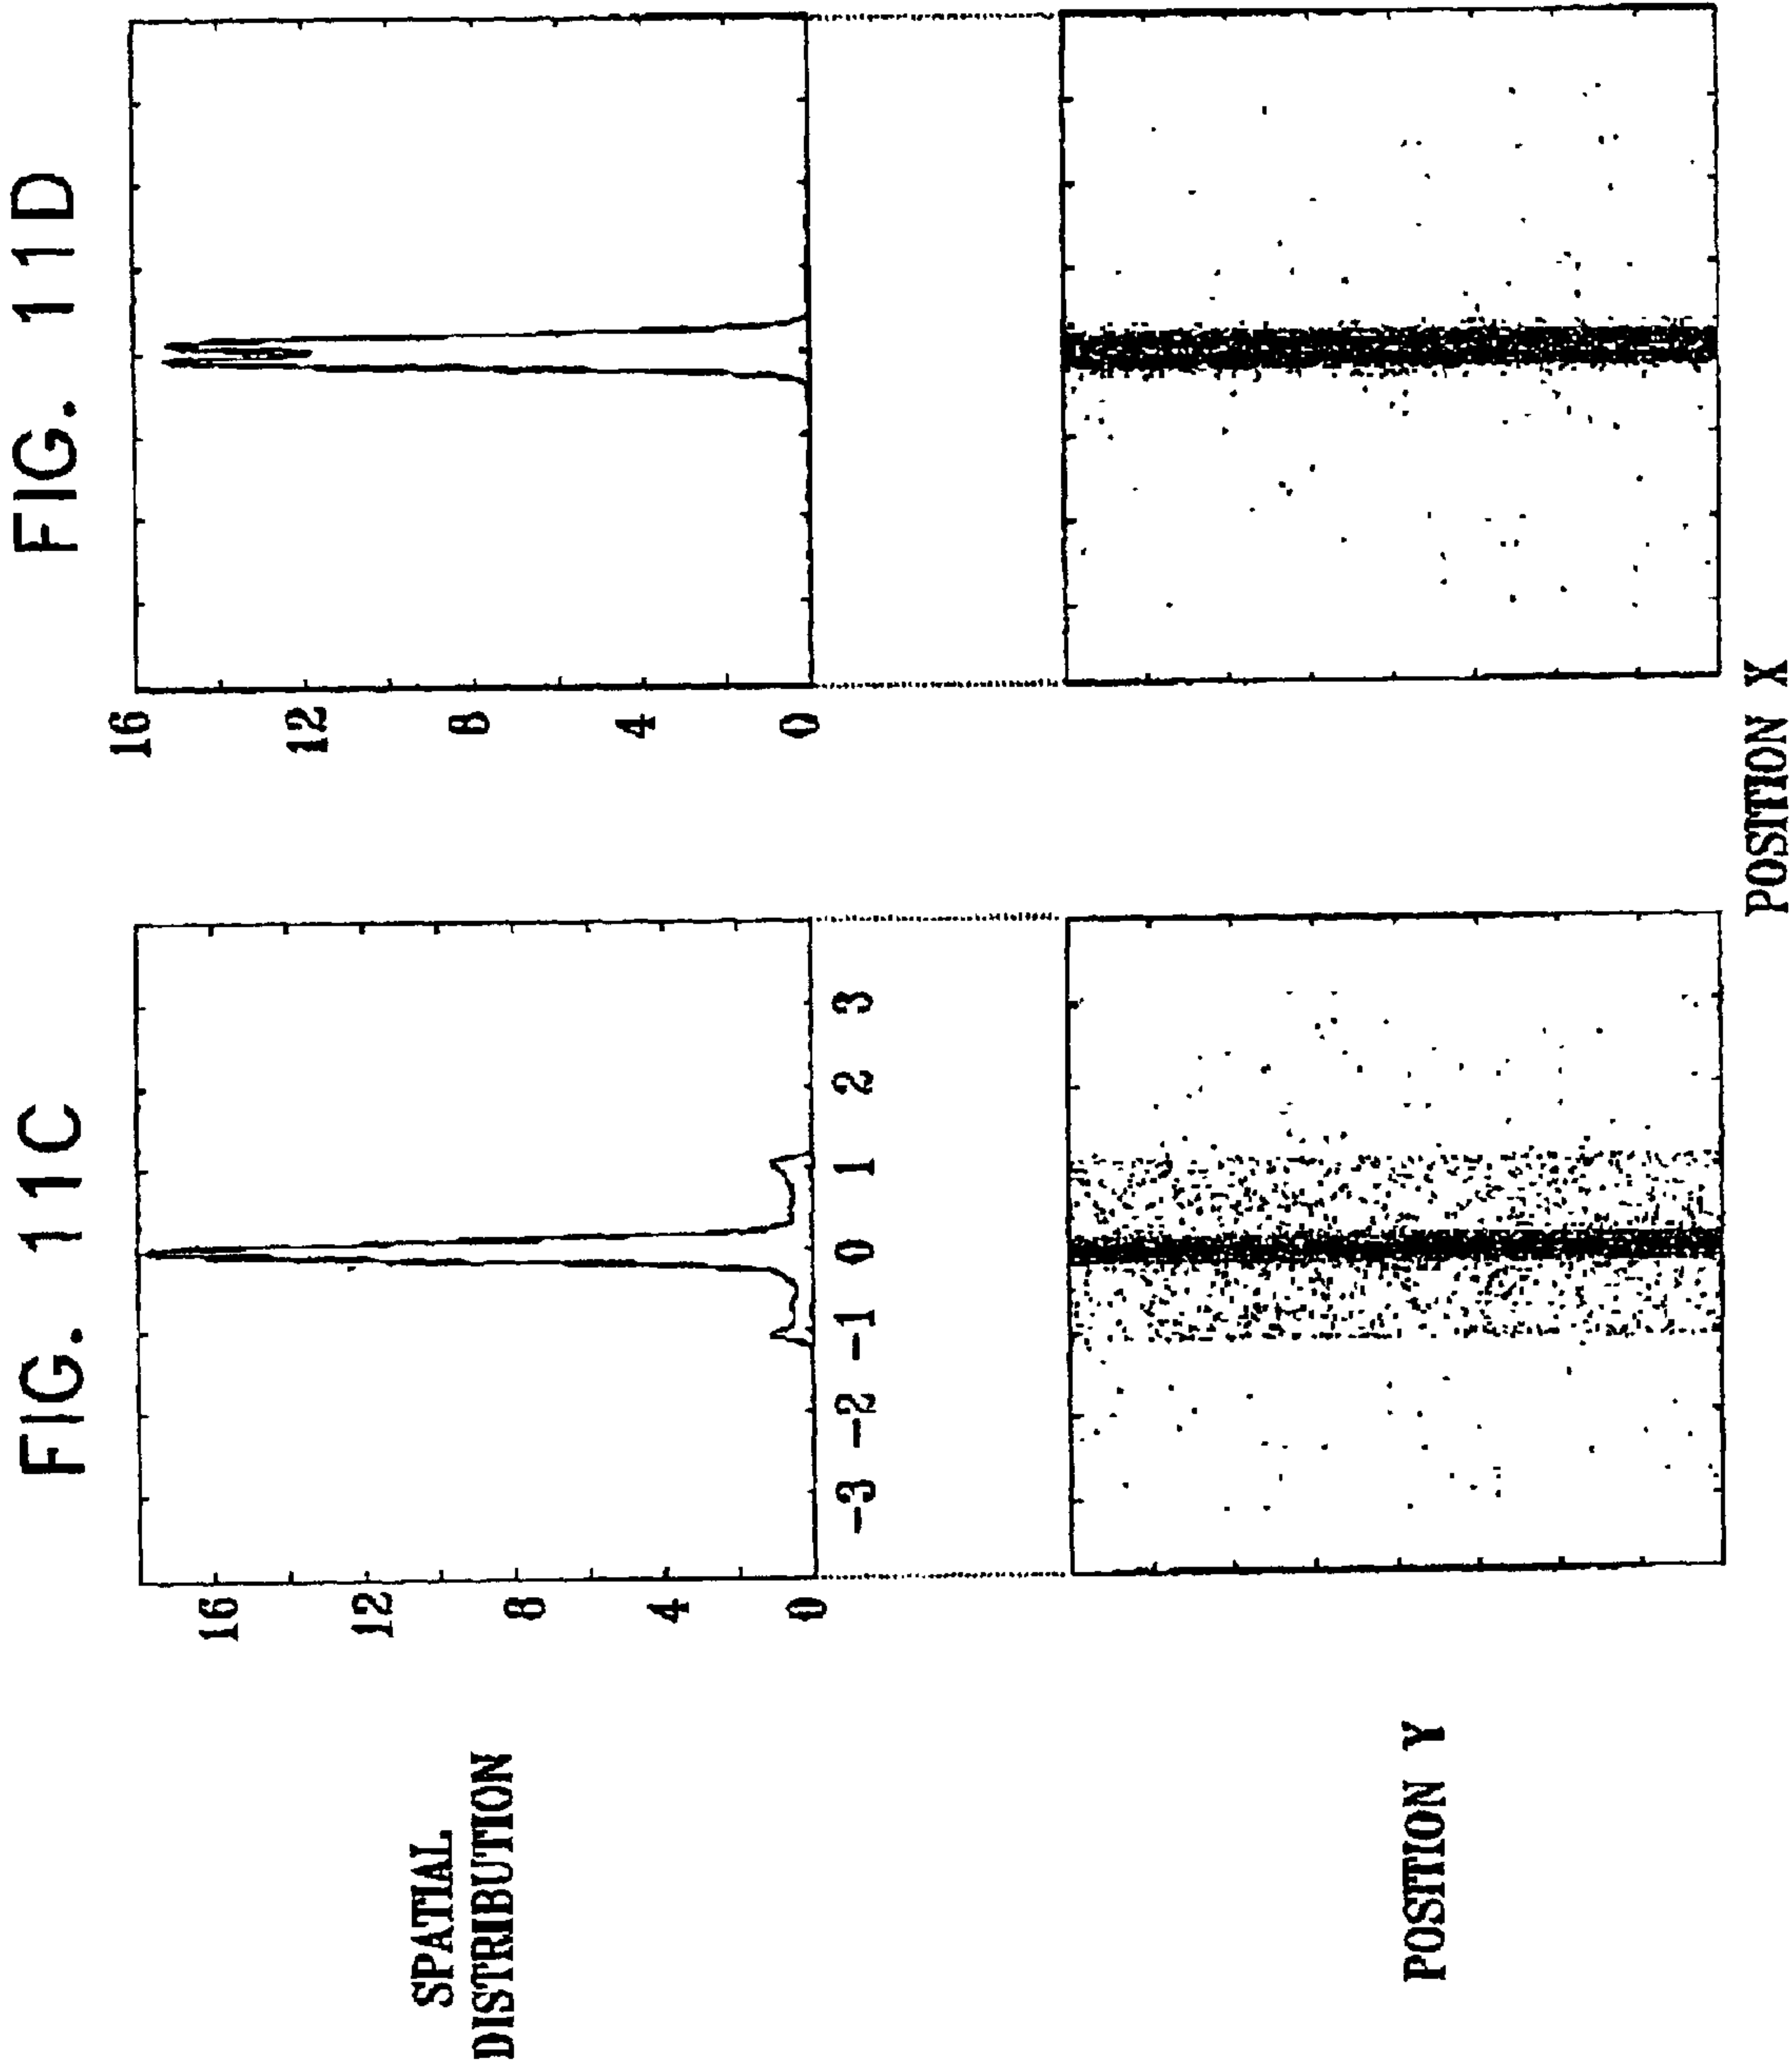 FIG. 11C
FIG. 11D
SPATIAL
DISTRIBUTION
16
12
8
4
0
16
12
8
4
0
-3 -2 -1 0 1 2 3
POSITION Y
POSITION X